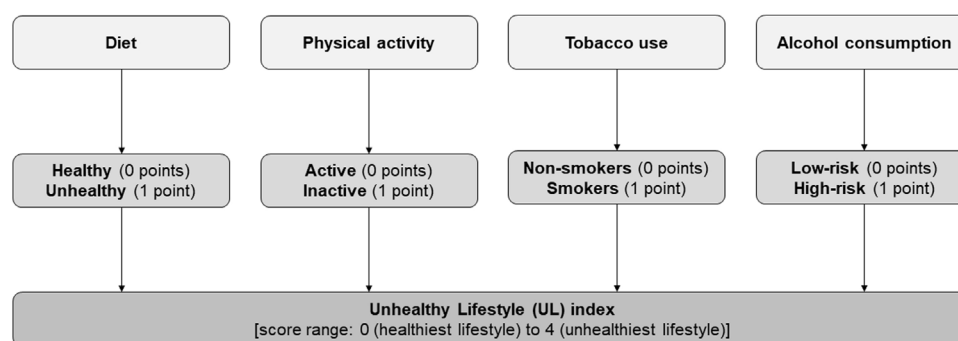 Diet
Physical activity
Tobacco use
Alcohol consumption
Healthy (0 points)
Unhealthy (1 point)
Active (0 points)
Inactive (1 point)
Non-smokers (0 points)
Smokers (1 point)
Low-risk (0 points)
High-risk (1 point)
Unhealthy Lifestyle (UL) index
[score range: 0 (healthiest lifestyle) to 4 (unhealthiest lifestyle)]